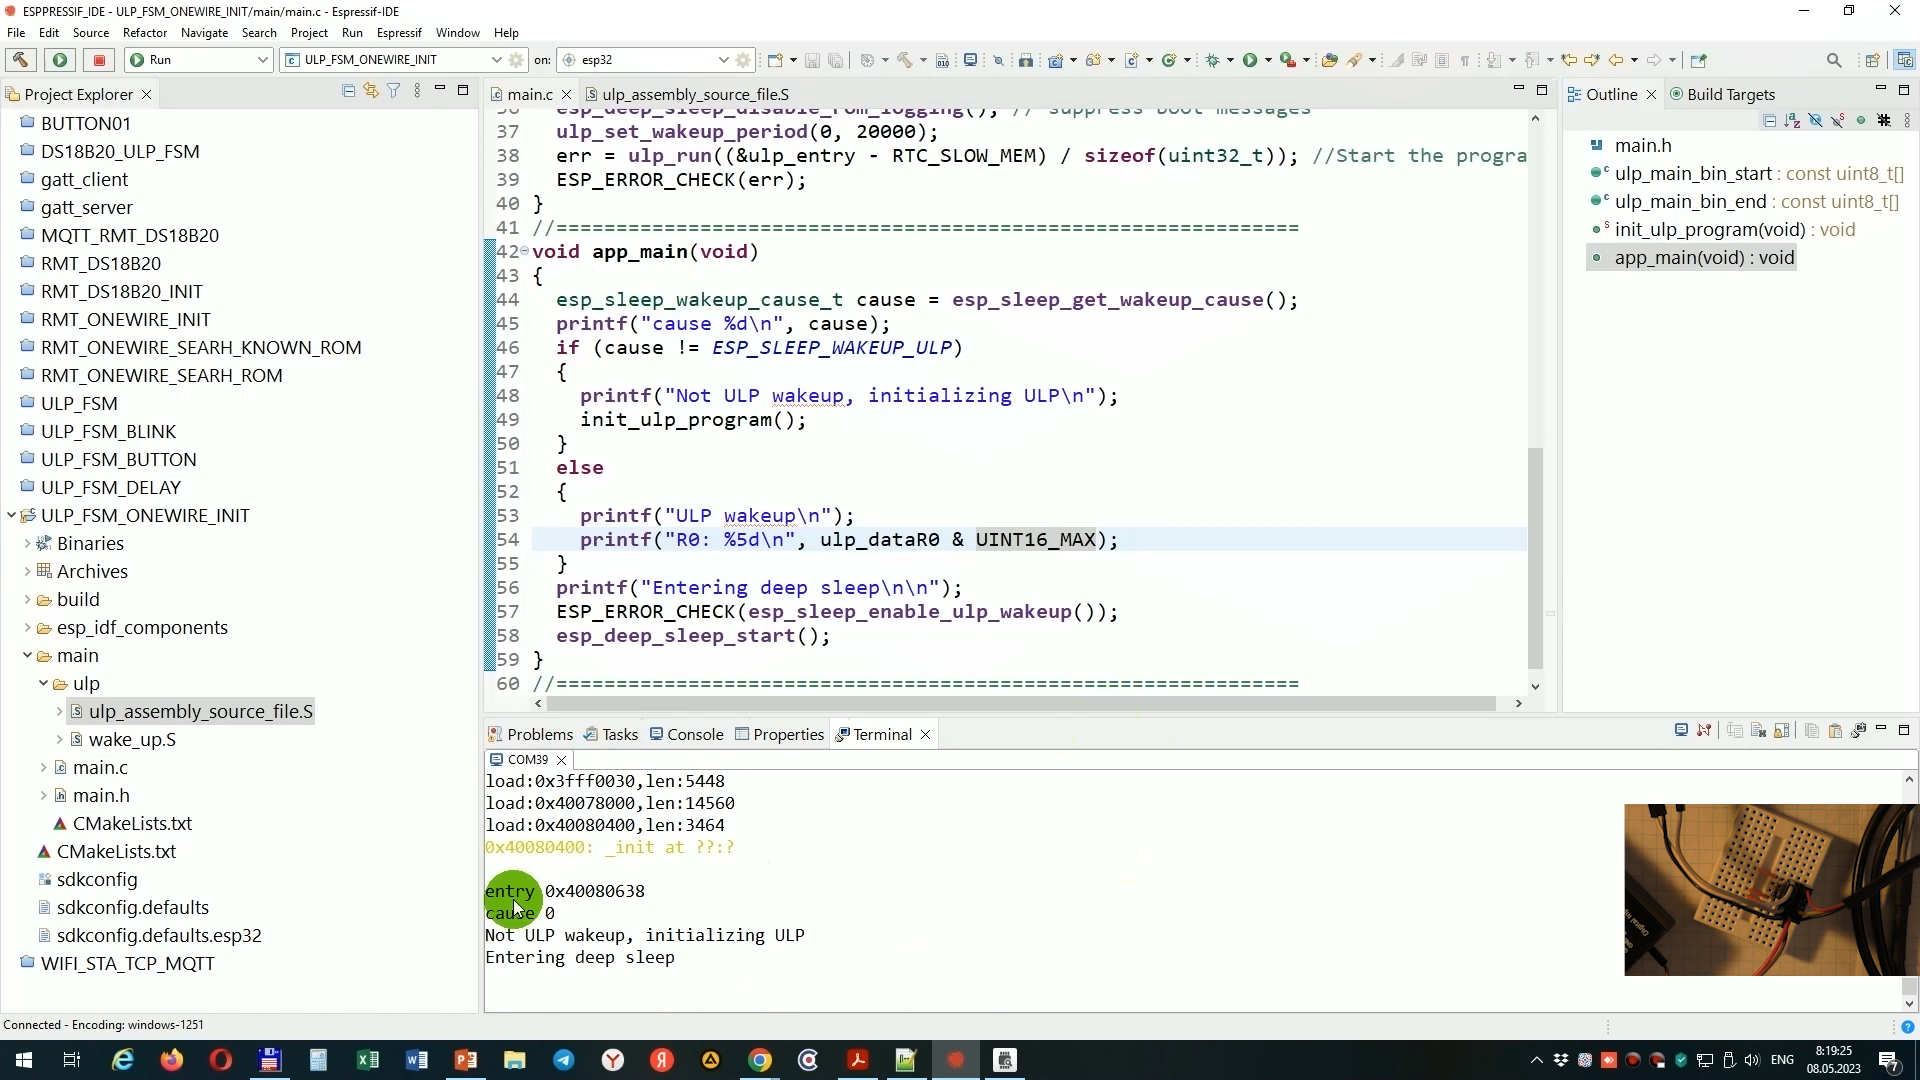 ESPPRESSIF_IDE - ULP_FSM_ONEWIRE_INIT/main/main.c - Espressif-IDE
File Edit Source Refactor Navigate Search Project Run Espressif Window Help
Run ULP_FSM_ONEWIRE_INIT on: esp32
Project Explorer
BUTTON01
DS18B20_ULP_FSM
gatt_client
gatt_server
MQTT_RMT_DS18B20
RMT_DS18B20
RMT_DS18B20_INIT
RMT_ONEWIRE_INIT
RMT_ONEWIRE_SEARH_KNOWN_ROM
RMT_ONEWIRE_SEARH_ROM
ULP_FSM
ULP_FSM_BLINK
ULP_FSM_BUTTON
ULP_FSM_DELAY
ULP_FSM_ONEWIRE_INIT
Binaries
Archives
build
esp_idf_components
main
ulp
ulp_assembly_source_file.S
wake_up.S
main.c
main.h
CMakeLists.txt
CMakeLists.txt
sdkconfig
sdkconfig.defaults
sdkconfig.defaults.esp32
WIFI_STA_TCP_MQTT
main.c ulp_assembly_source_file.S
36 esp_deep_sleep_disable_rom_logging(); // suppress boot messages
37 ulp_set_wakeup_period(0, 20000);
38 err = ulp_run((&ulp_entry - RTC_SLOW_MEM) / sizeof(uint32_t)); //Start the progra
39 ESP_ERROR_CHECK(err);
40 }
41 //==============================================================
42 void app_main(void)
43 {
44 esp_sleep_wakeup_cause_t cause = esp_sleep_get_wakeup_cause();
45 printf("cause %d\n", cause);
46 if (cause != ESP_SLEEP_WAKEUP_ULP)
47 {
48 printf("Not ULP wakeup, initializing ULP\n");
49 init_ulp_program();
50 }
51 else
52 {
53 printf("ULP wakeup\n");
54 printf("R0: %5d\n", ulp_dataR0 & UINT16_MAX);
55 }
56 printf("Entering deep sleep\n\n");
57 ESP_ERROR_CHECK(esp_sleep_enable_ulp_wakeup());
58 esp_deep_sleep_start();
59 }
60 //==============================================================
Outline Build Targets
main.h
ulp_main_bin_start : const uint8_t[]
ulp_main_bin_end : const uint8_t[]
init_ulp_program(void) : void
app_main(void) : void
Problems Tasks Console Properties Terminal
COM39
load:0x3fff0030,len:5448
load:0x40078000,len:14560
load:0x40080400,len:3464
0x40080400: _init at ??:?
entry 0x40080638
cause 0
Not ULP wakeup, initializing ULP
Entering deep sleep
Connected - Encoding: windows-1251
ENG
8:19:25
08.05.2023
7